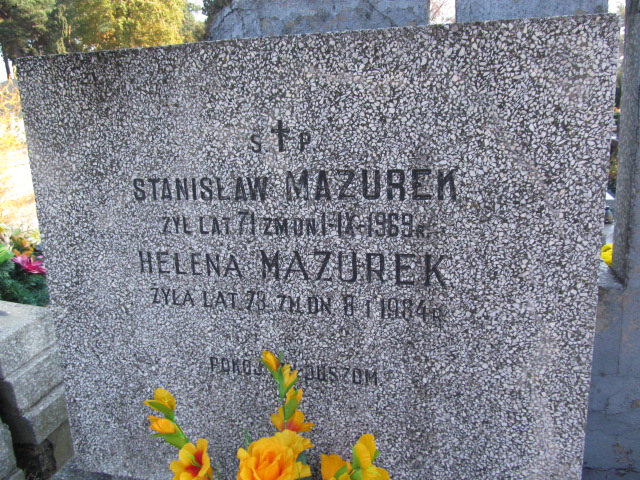 S † P
STANISŁAW MAZUREK
ŻYŁ LAT 71 ZM DN 1-IX-1969 R.
HELENA MAZUREK
ŻYŁA LAT 78 ZM DN 8 I 1984 R
POKÓJ DUSZOM